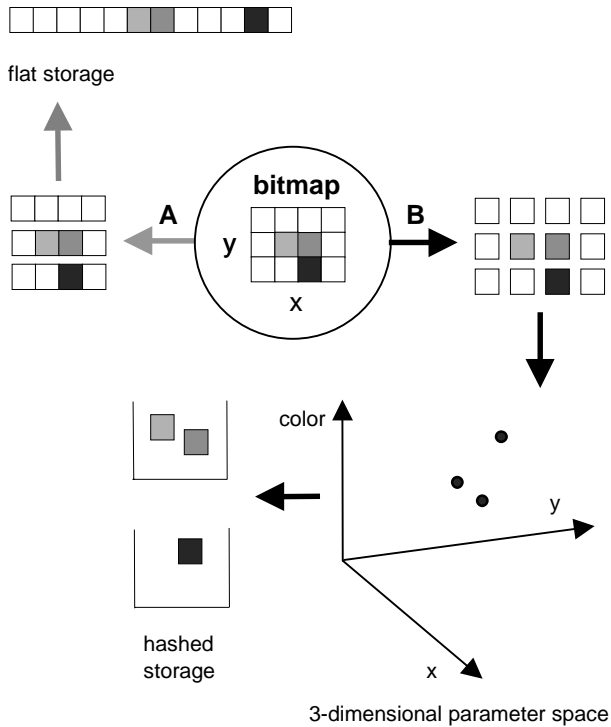 flat storage
bitmap
A
B
y
x
color
y
x
hashed
storage
3-dimensional parameter space